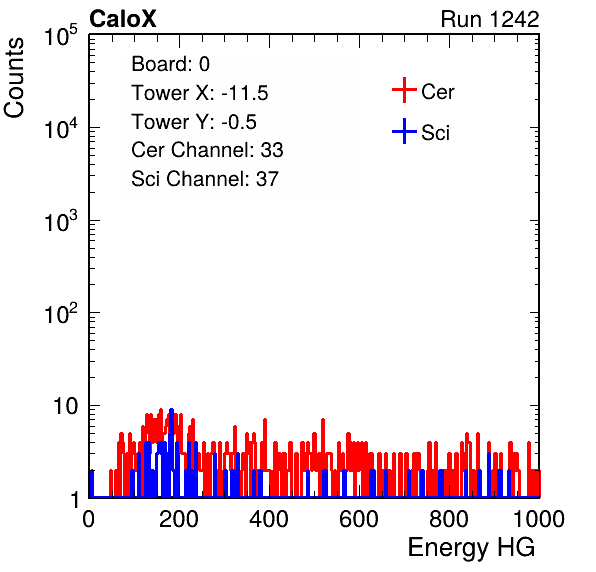 CaloX Run 1242
Counts
10^5
10^4
10^3
10^2
10
1
Board: 0
Tower X: -11.5
Tower Y: -0.5
Cer Channel: 33
Sci Channel: 37
Cer
Sci
0 200 400 600 800 1000
Energy HG